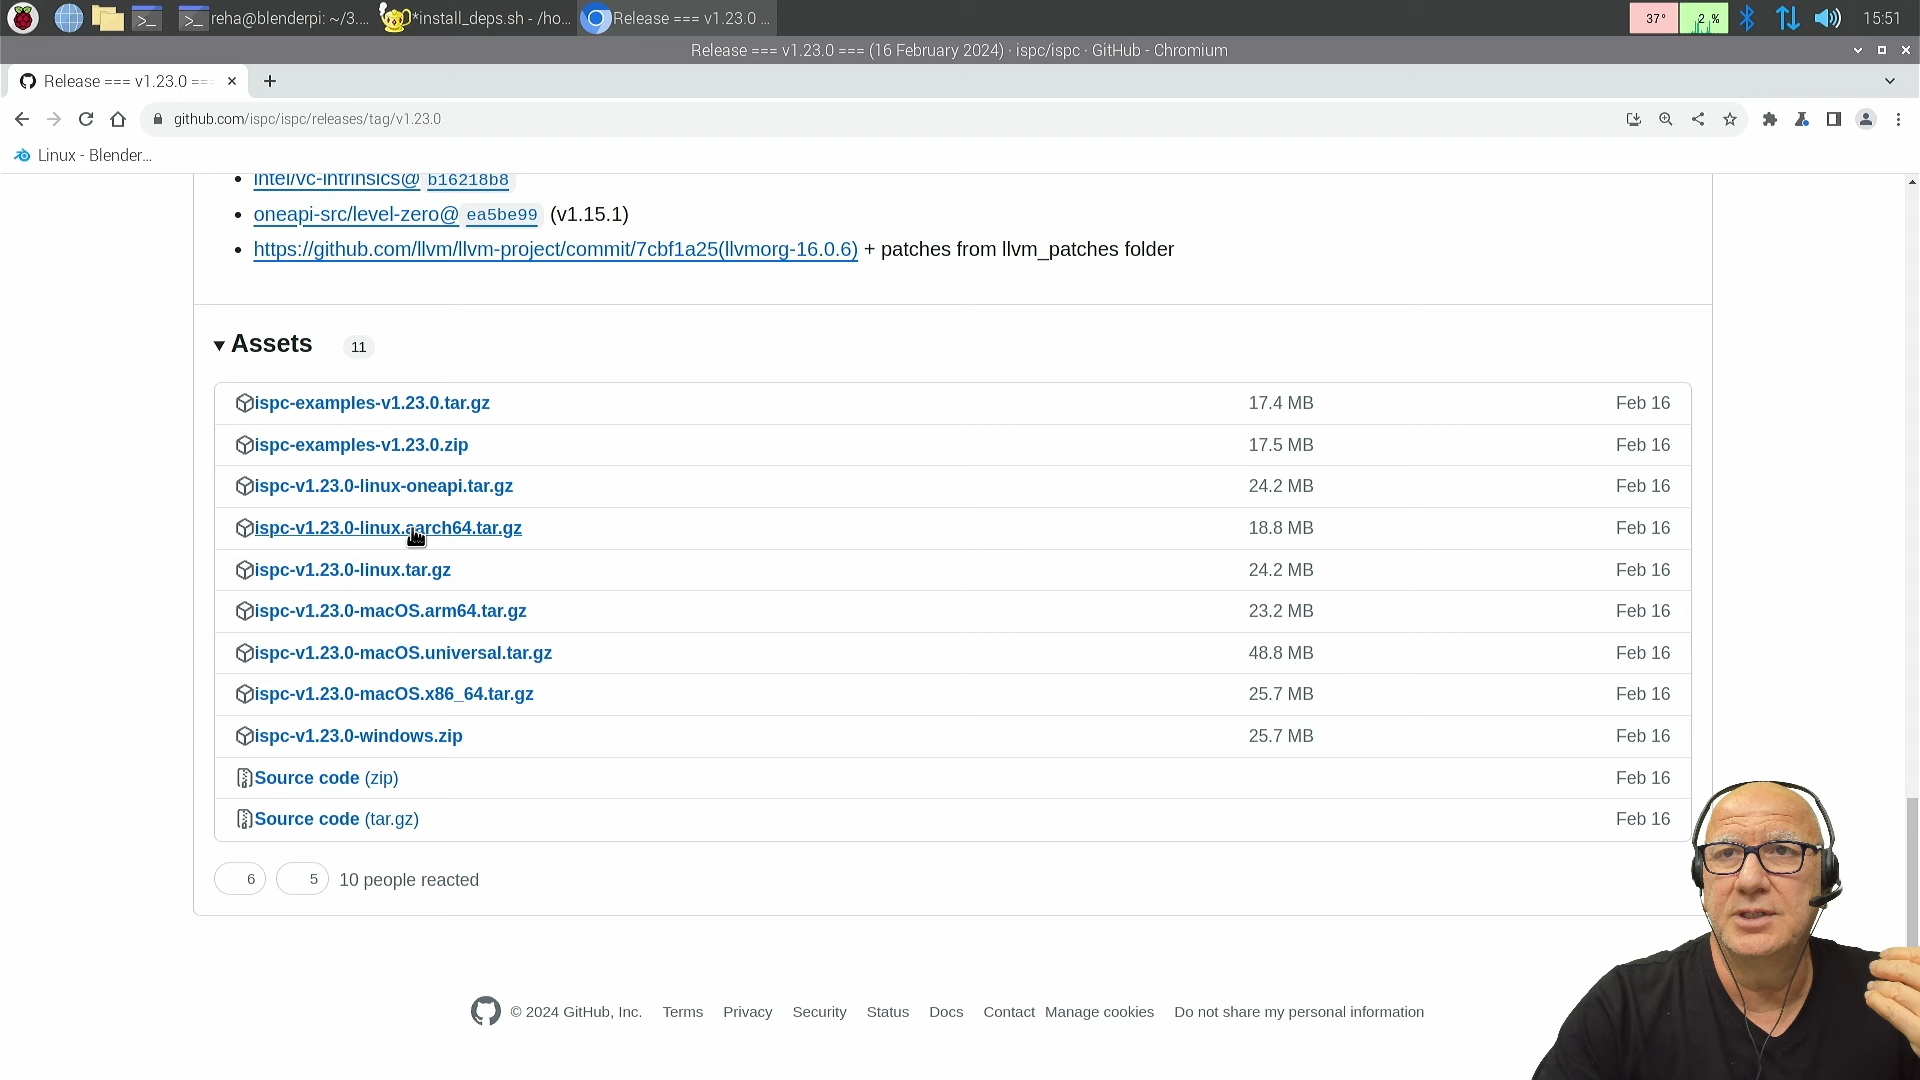 reha@blenderpi: ~/3....
*install_deps.sh - /ho...
Release === v1.23.0 ...
37°
2 %
15:51
Release === v1.23.0 === (16 February 2024) · ispc/ispc · GitHub - Chromium
Release === v1.23.0 ===
github.com/ispc/ispc/releases/tag/v1.23.0
Linux - Blender...
intel/vc-intrinsics@ b16218b8
oneapi-src/level-zero@ ea5be99 (v1.15.1)
https://github.com/llvm/llvm-project/commit/7cbf1a25(llvmorg-16.0.6) + patches from llvm_patches folder
Assets 11
ispc-examples-v1.23.0.tar.gz 17.4 MB Feb 16
ispc-examples-v1.23.0.zip 17.5 MB Feb 16
ispc-v1.23.0-linux-oneapi.tar.gz 24.2 MB Feb 16
ispc-v1.23.0-linux.aarch64.tar.gz 18.8 MB Feb 16
ispc-v1.23.0-linux.tar.gz 24.2 MB Feb 16
ispc-v1.23.0-macOS.arm64.tar.gz 23.2 MB Feb 16
ispc-v1.23.0-macOS.universal.tar.gz 48.8 MB Feb 16
ispc-v1.23.0-macOS.x86_64.tar.gz 25.7 MB Feb 16
ispc-v1.23.0-windows.zip 25.7 MB Feb 16
Source code (zip) Feb 16
Source code (tar.gz) Feb 16
6 5 10 people reacted
© 2024 GitHub, Inc. Terms Privacy Security Status Docs Contact Manage cookies Do not share my personal information